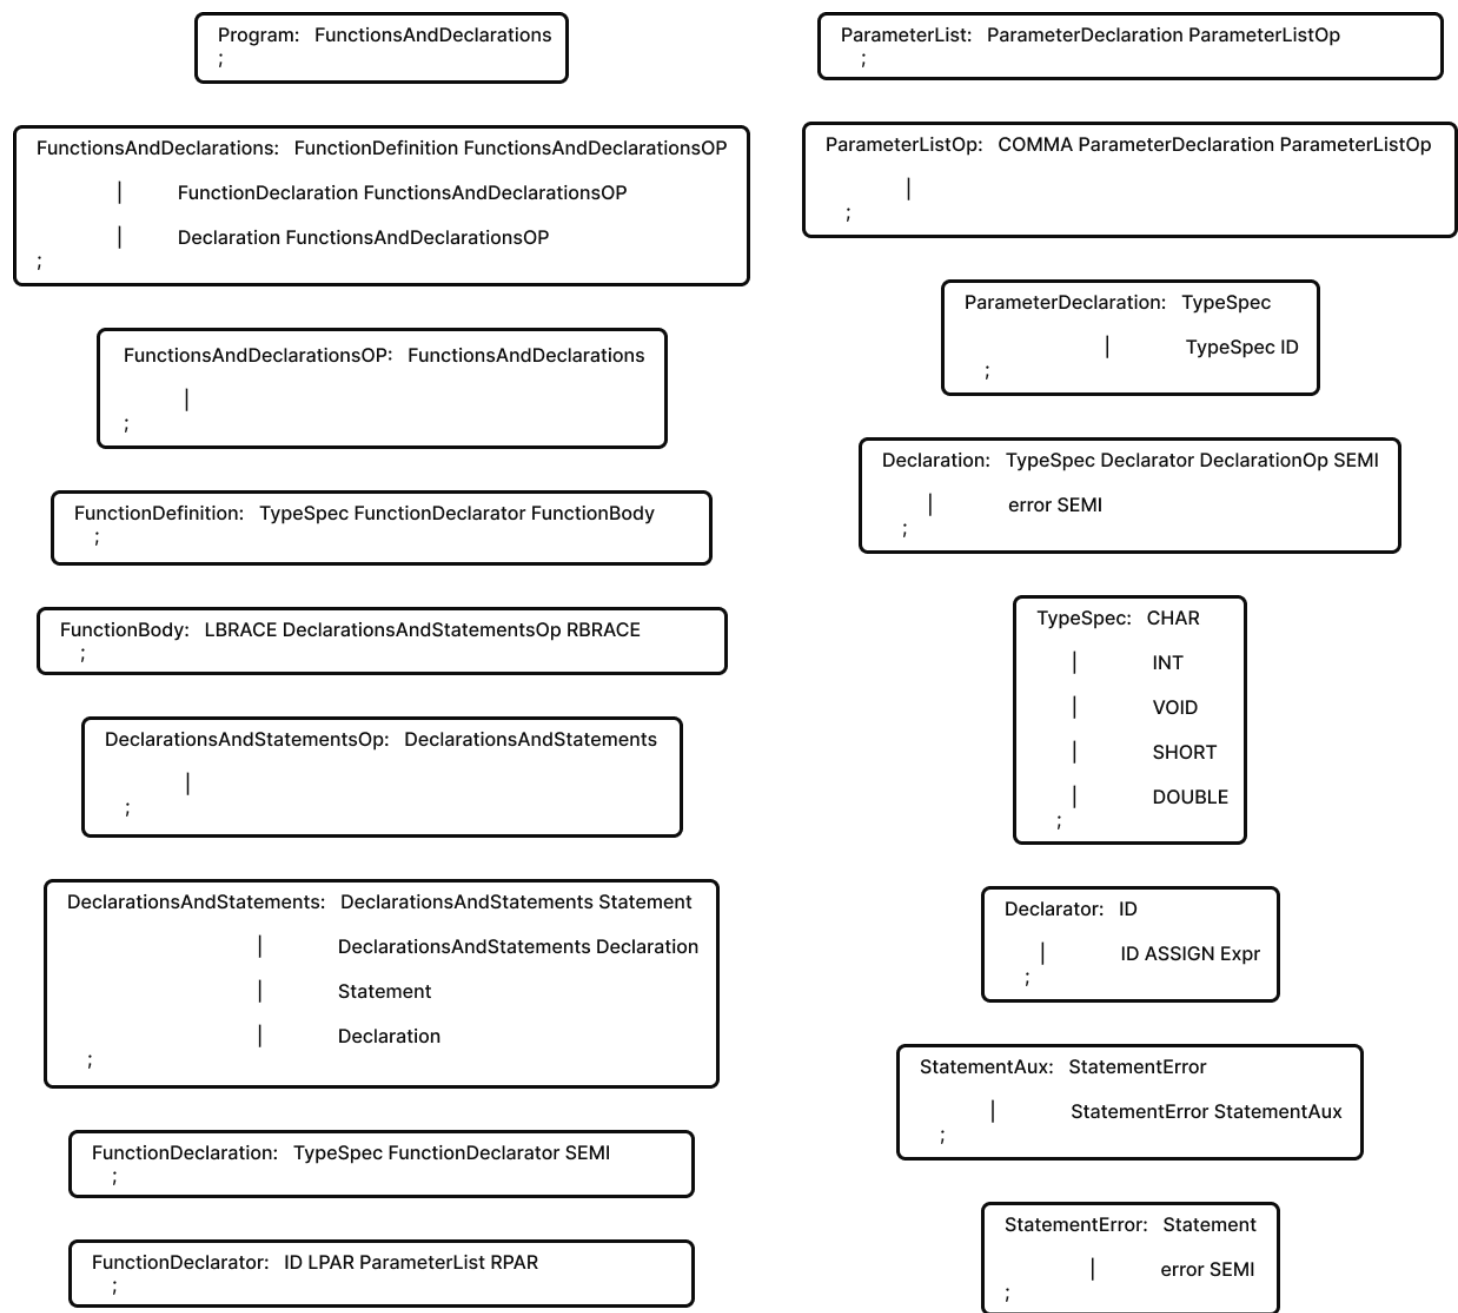 Program: FunctionsAndDeclarations
;
FunctionsAndDeclarations: FunctionDefinition FunctionsAndDeclarationsOP
| FunctionDeclaration FunctionsAndDeclarationsOP
| Declaration FunctionsAndDeclarationsOP
;
FunctionsAndDeclarationsOP: FunctionsAndDeclarations
|
;
FunctionDefinition: TypeSpec FunctionDeclarator FunctionBody
;
FunctionBody: LBRACE DeclarationsAndStatementsOp RBRACE
;
DeclarationsAndStatementsOp: DeclarationsAndStatements
|
;
DeclarationsAndStatements: DeclarationsAndStatements Statement
| DeclarationsAndStatements Declaration
| Statement
| Declaration
;
FunctionDeclaration: TypeSpec FunctionDeclarator SEMI
;
FunctionDeclarator: ID LPAR ParameterList RPAR
;
ParameterList: ParameterDeclaration ParameterListOp
;
ParameterListOp: COMMA ParameterDeclaration ParameterListOp
|
;
ParameterDeclaration: TypeSpec
| TypeSpec ID
;
Declaration: TypeSpec Declarator DeclarationOp SEMI
| error SEMI
;
TypeSpec: CHAR
| INT
| VOID
| SHORT
| DOUBLE
;
Declarator: ID
| ID ASSIGN Expr
;
StatementAux: StatementError
| StatementError StatementAux
;
StatementError: Statement
| error SEMI
;